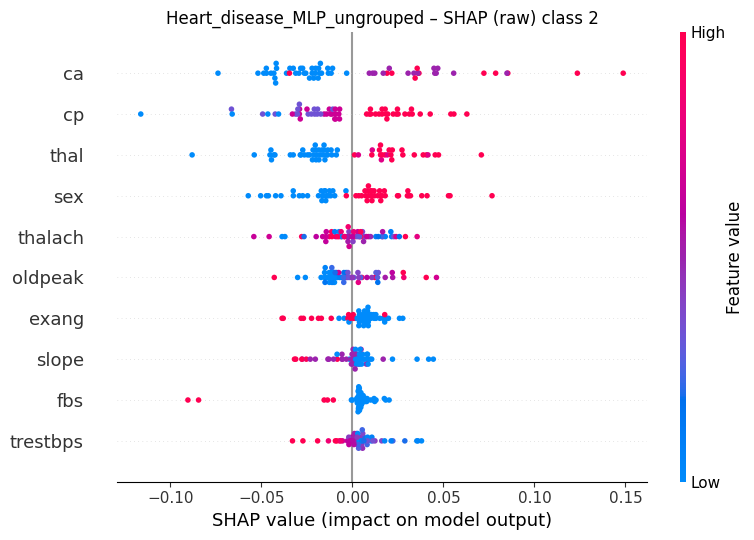 Heart_disease_MLP_ungrouped – SHAP (raw) class 2
High
ca
cp
thal
sex
thalach
oldpeak
exang
slope
fbs
trestbps
Feature value
Low
−0.10 −0.05 0.00 0.05 0.10 0.15
SHAP value (impact on model output)